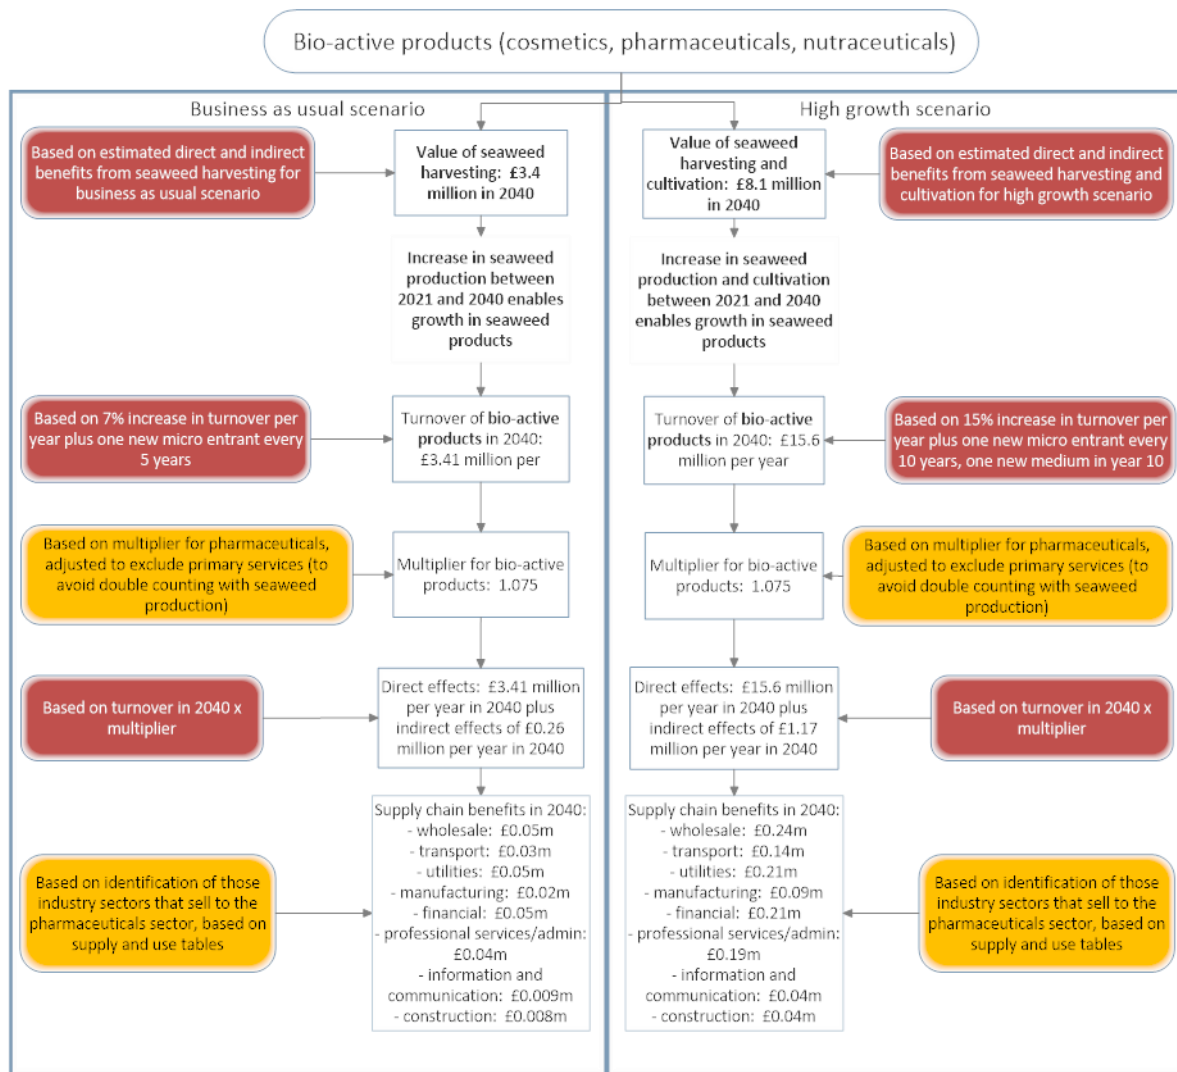 Bio-active products (cosmetics, pharmaceuticals, nutraceuticals)
Business as usual scenario
Based on estimated direct and indirect
benefits from seaweed harvesting for
business as usual scenario
Value of seaweed
harvesting: £3.4
million in 2040
Increase in seaweed
production between
2021 and 2040 enables
growth in seaweed
products
Based on 7% increase in turnover per
year plus one new micro entrant every
5 years
Turnover of bio-active
products in 2040:
£3.41 million per
Based on multiplier for pharmaceuticals,
adjusted to exclude primary services (to
avoid double counting with seaweed
production)
Multiplier for bio-active
products: 1.075
Based on turnover in 2040 x
multiplier
Direct effects: £3.41 million
per year in 2040 plus
indirect effects of £0.26
million per year in 2040
Based on identification of those
industry sectors that sell to the
pharmaceuticals sector, based on
supply and use tables
Supply chain benefits in 2040:
- wholesale: £0.05m
- transport: £0.03m
- utilities: £0.05m
- manufacturing: £0.02m
- financial: £0.05m
- professional services/admin:
£0.04m
- information and
communication: £0.009m
- construction: £0.008m
High growth scenario
Value of seaweed
harvesting and
cultivation: £8.1 million
in 2040
Based on estimated direct and indirect
benefits from seaweed harvesting and
cultivation for high growth scenario
Increase in seaweed
production and cultivation
between 2021 and 2040
enables growth in seaweed
products
Turnover of bio-active
products in 2040: £15.6
million per year
Based on 15% increase in turnover per
year plus one new micro entrant every
10 years, one new medium in year 10
Multiplier for bio-active
products: 1.075
Based on multiplier for pharmaceuticals,
adjusted to exclude primary services (to
avoid double counting with seaweed
production)
Direct effects: £15.6 million
per year in 2040 plus
indirect effects of £1.17
million per year in 2040
Based on turnover in 2040 x
multiplier
Supply chain benefits in 2040:
- wholesale: £0.24m
- transport: £0.14m
- utilities: £0.21m
- manufacturing: £0.09m
- financial: £0.21m
- professional services/admin:
£0.19m
- information and
communication: £0.04m
- construction: £0.04m
Based on identification of those
industry sectors that sell to the
pharmaceuticals sector, based on
supply and use tables